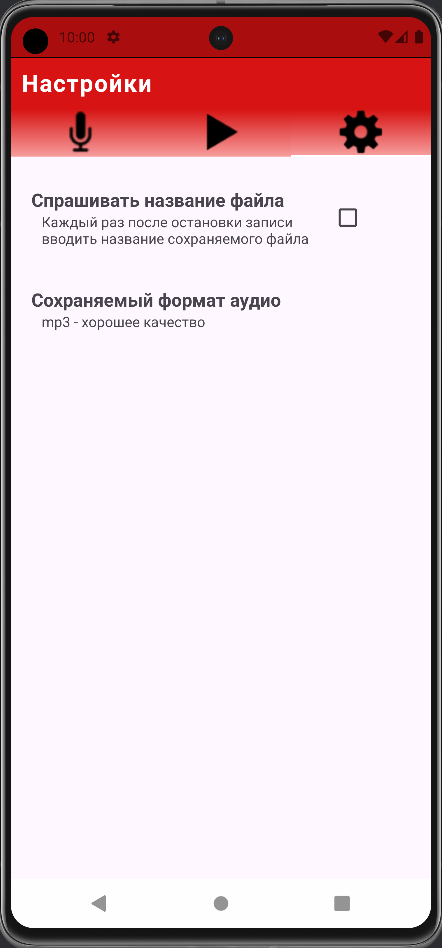 10:00
Настройки
Спрашивать название файла
Каждый раз после остановки записи
вводить название сохраняемого файла
Сохраняемый формат аудио
mp3 - хорошее качество